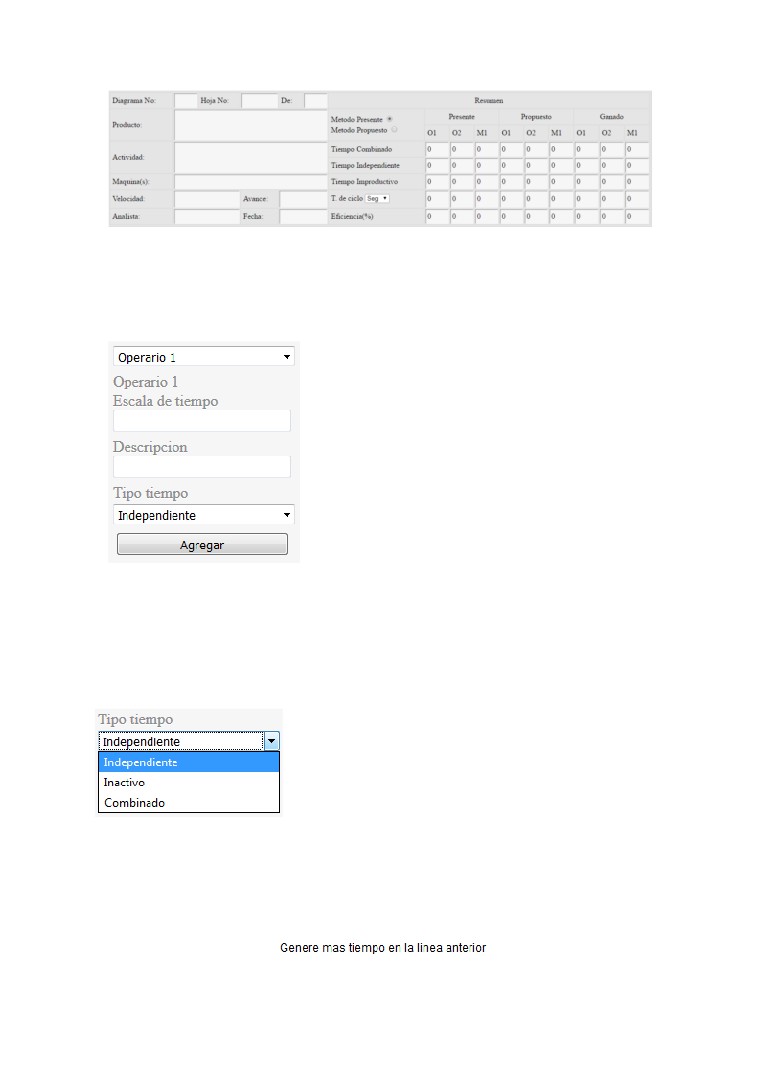 Diagrama No: Hoja No: De: Resumen
Producto: Metodo Presente Presente Propuesto Ganado
Metodo Propuesto O1 O2 M1 O1 O2 M1 O1 O2 M1
Actividad: Tiempo Combinado 0 0 0 0 0 0 0 0 0
Tiempo Independiente 0 0 0 0 0 0 0 0 0
Maquina(s): Tiempo Improductivo 0 0 0 0 0 0 0 0 0
Velocidad: Avance: T. de ciclo Seg 0 0 0 0 0 0 0 0 0
Analista: Fecha: Eficiencia(%) 0 0 0 0 0 0 0 0 0
Operario 1
Operario 1
Escala de tiempo
Descripcion
Tipo tiempo
Independiente
Agregar
Tipo tiempo
Independiente
Independiente
Inactivo
Combinado
Genere mas tiempo en la linea anterior